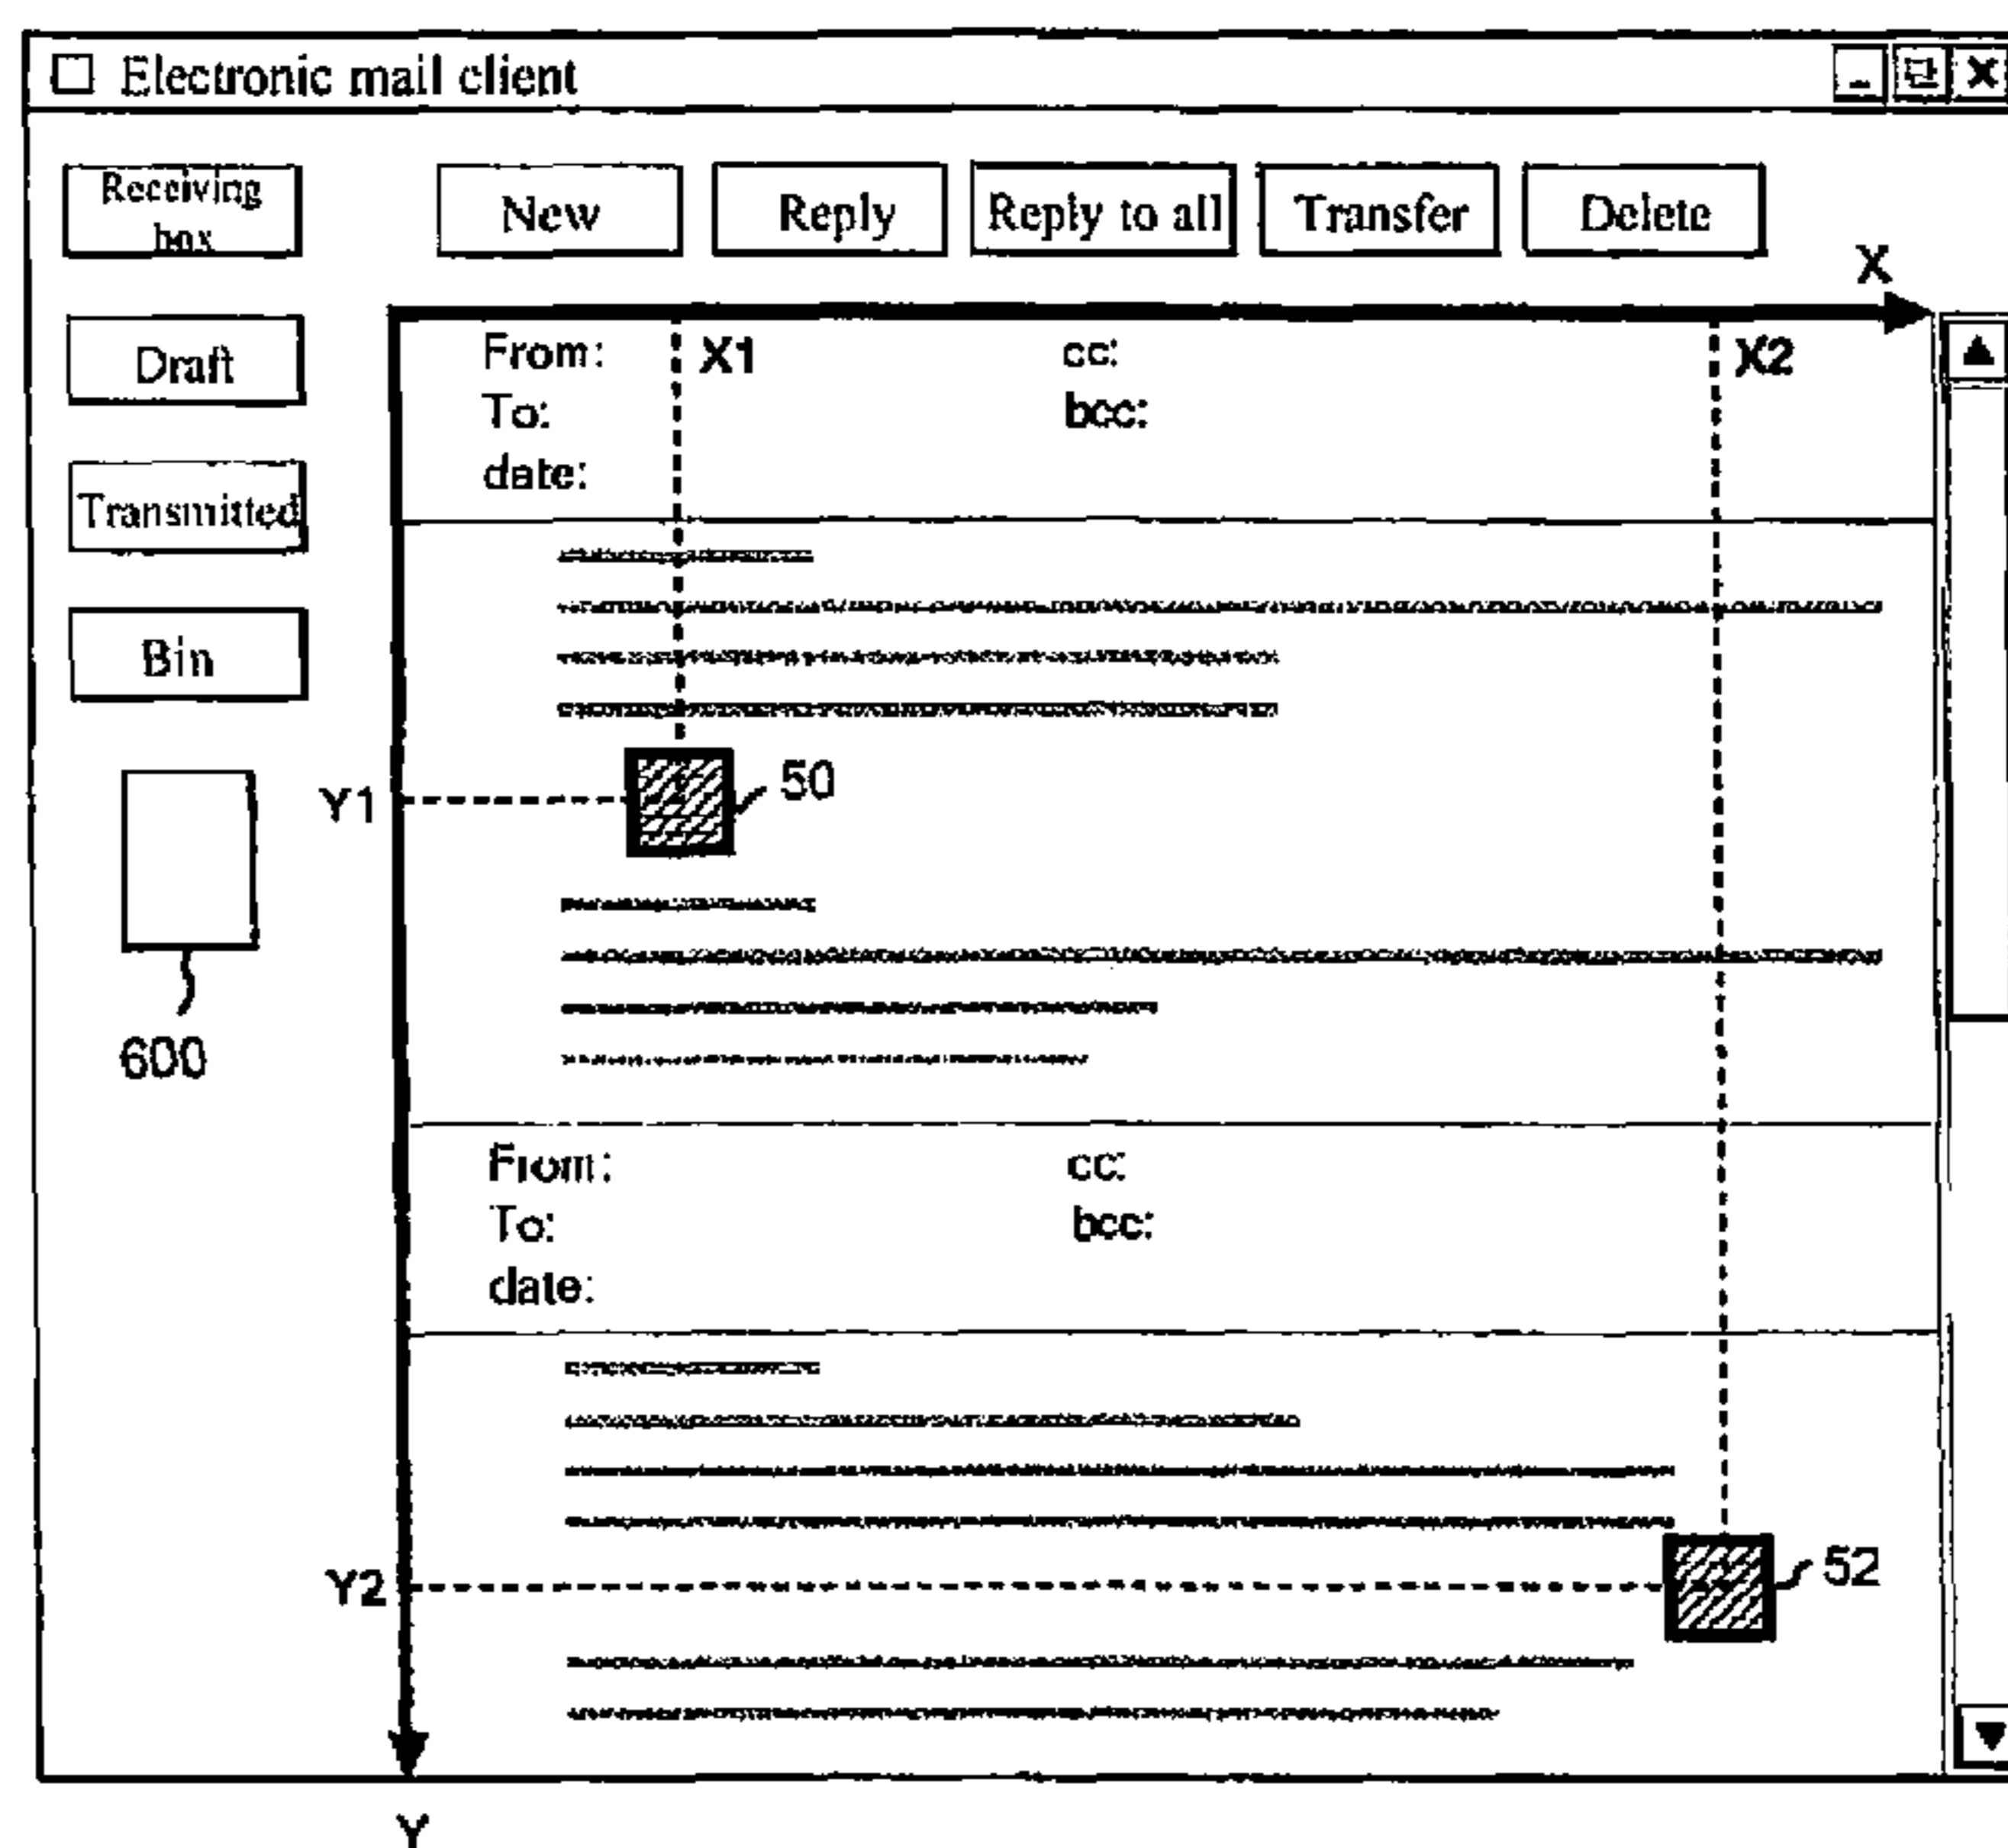 Electronic mail client
Receiving
box
New
Reply
Reply to all
Transfer
Delete
X
Draft
Transmitted
Bin
600
From:
X1
cc:
X2
To:
bcc:
date:
Y1
50
From:
cc:
To:
bcc:
date:
Y2
52
Y